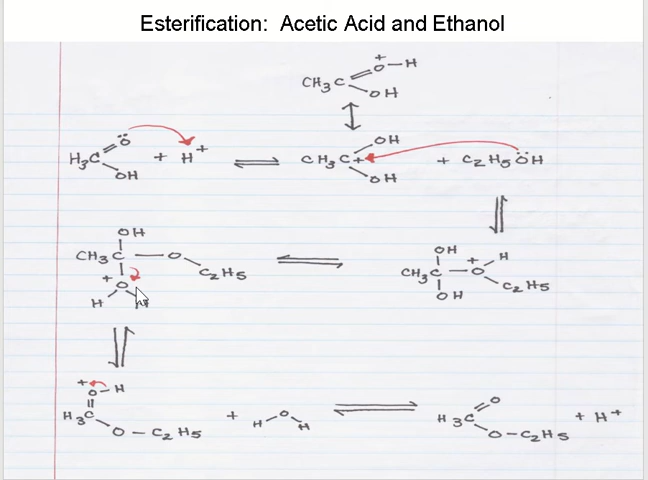 Esterification: Acetic Acid and Ethanol
+
O—H
CH3C
OH
OH
H3C O + H+
OH
CH3C+
OH
+ C2H5ÖH
OH
CH3C — O
C2H5
+
O
H
OH
+ H
CH3C — O
C2H5
OH
+
O—H
H3C
O — C2H5
+ H O H
O
H3C
O—C2H5
+ H+